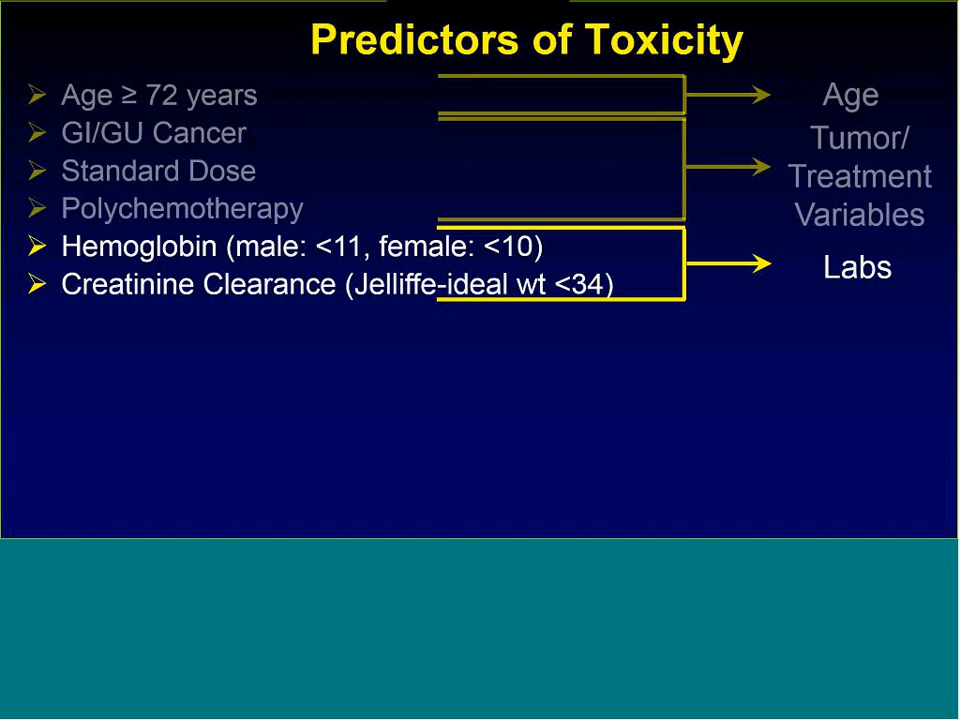 Predictors of Toxicity
Age ≥ 72 years
GI/GU Cancer
Standard Dose
Polychemotherapy
Hemoglobin (male: <11, female: <10)
Creatinine Clearance (Jelliffe-ideal wt <34)
Age
Tumor/
Treatment
Variables
Labs